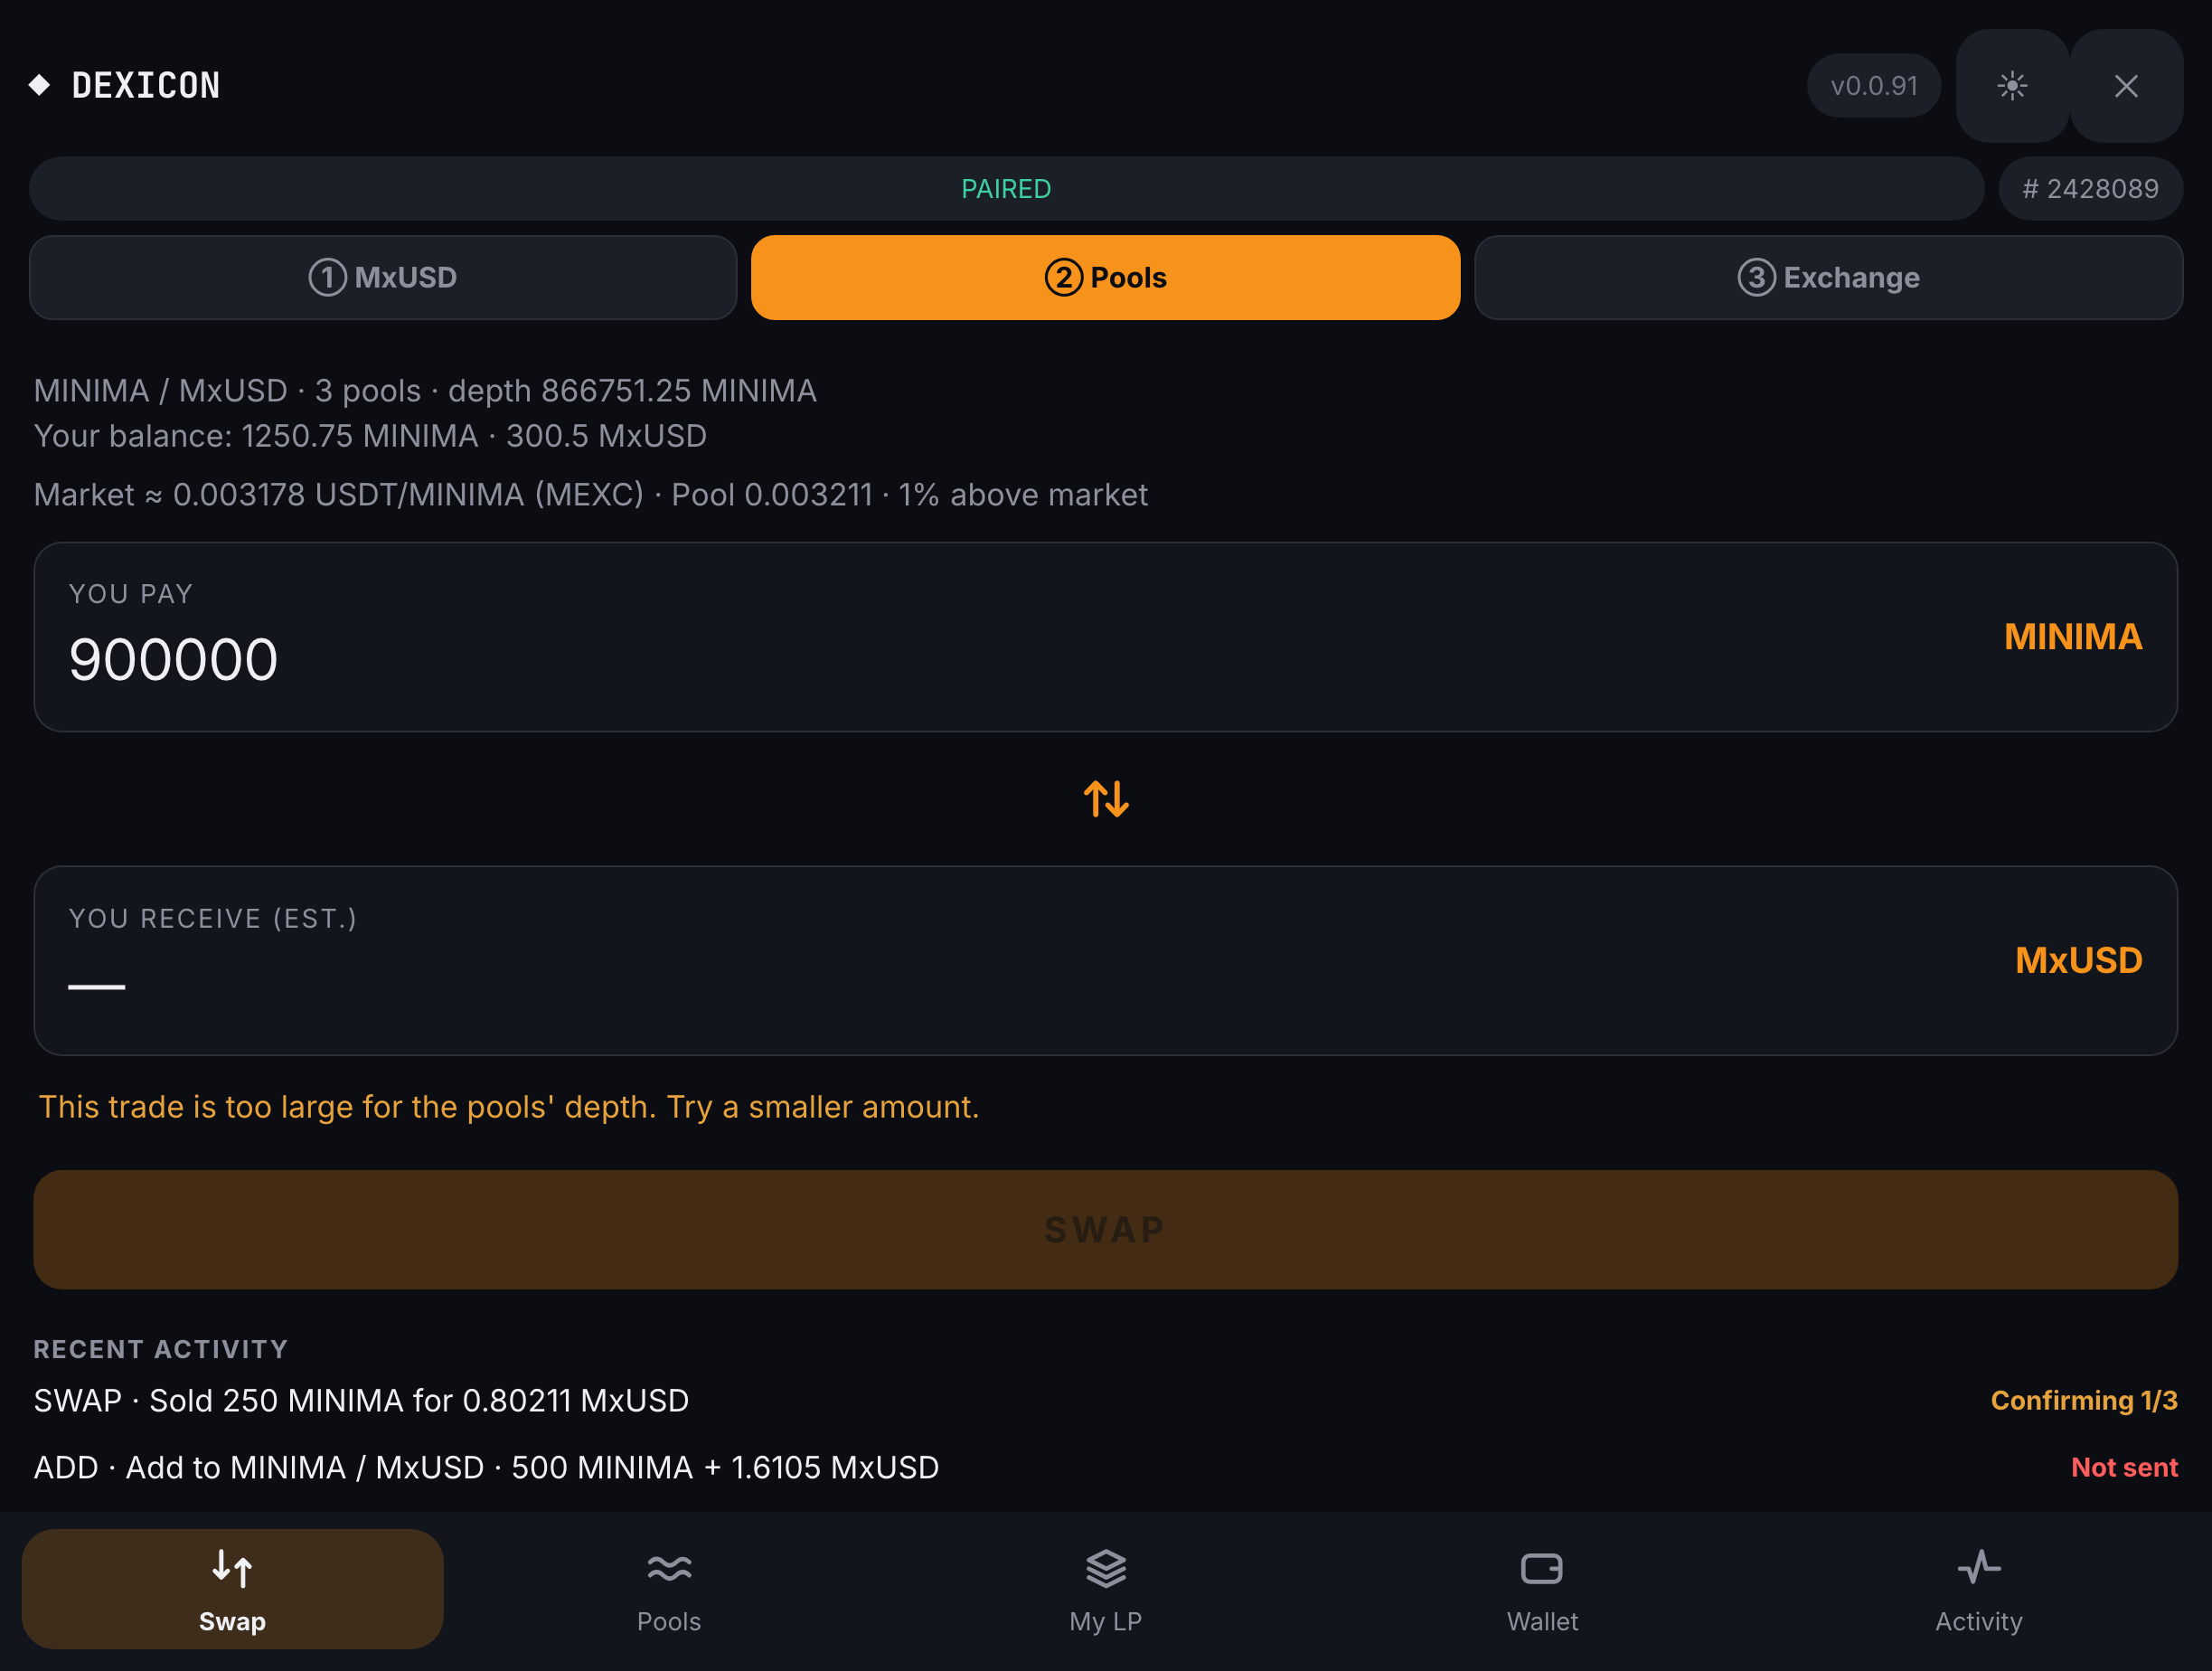 ◆ DEXICON
v0.0.91
PAIRED
# 2428089
① MxUSD
② Pools
③ Exchange
MINIMA / MxUSD · 3 pools · depth 866751.25 MINIMA
Your balance: 1250.75 MINIMA · 300.5 MxUSD
Market ≈ 0.003178 USDT/MINIMA (MEXC) · Pool 0.003211 · 1% above market
YOU PAY
900000
MINIMA
YOU RECEIVE (EST.)
—
MxUSD
This trade is too large for the pools' depth. Try a smaller amount.
SWAP
RECENT ACTIVITY
SWAP · Sold 250 MINIMA for 0.80211 MxUSD
Confirming 1/3
ADD · Add to MINIMA / MxUSD · 500 MINIMA + 1.6105 MxUSD
Not sent
Swap
Pools
My LP
Wallet
Activity